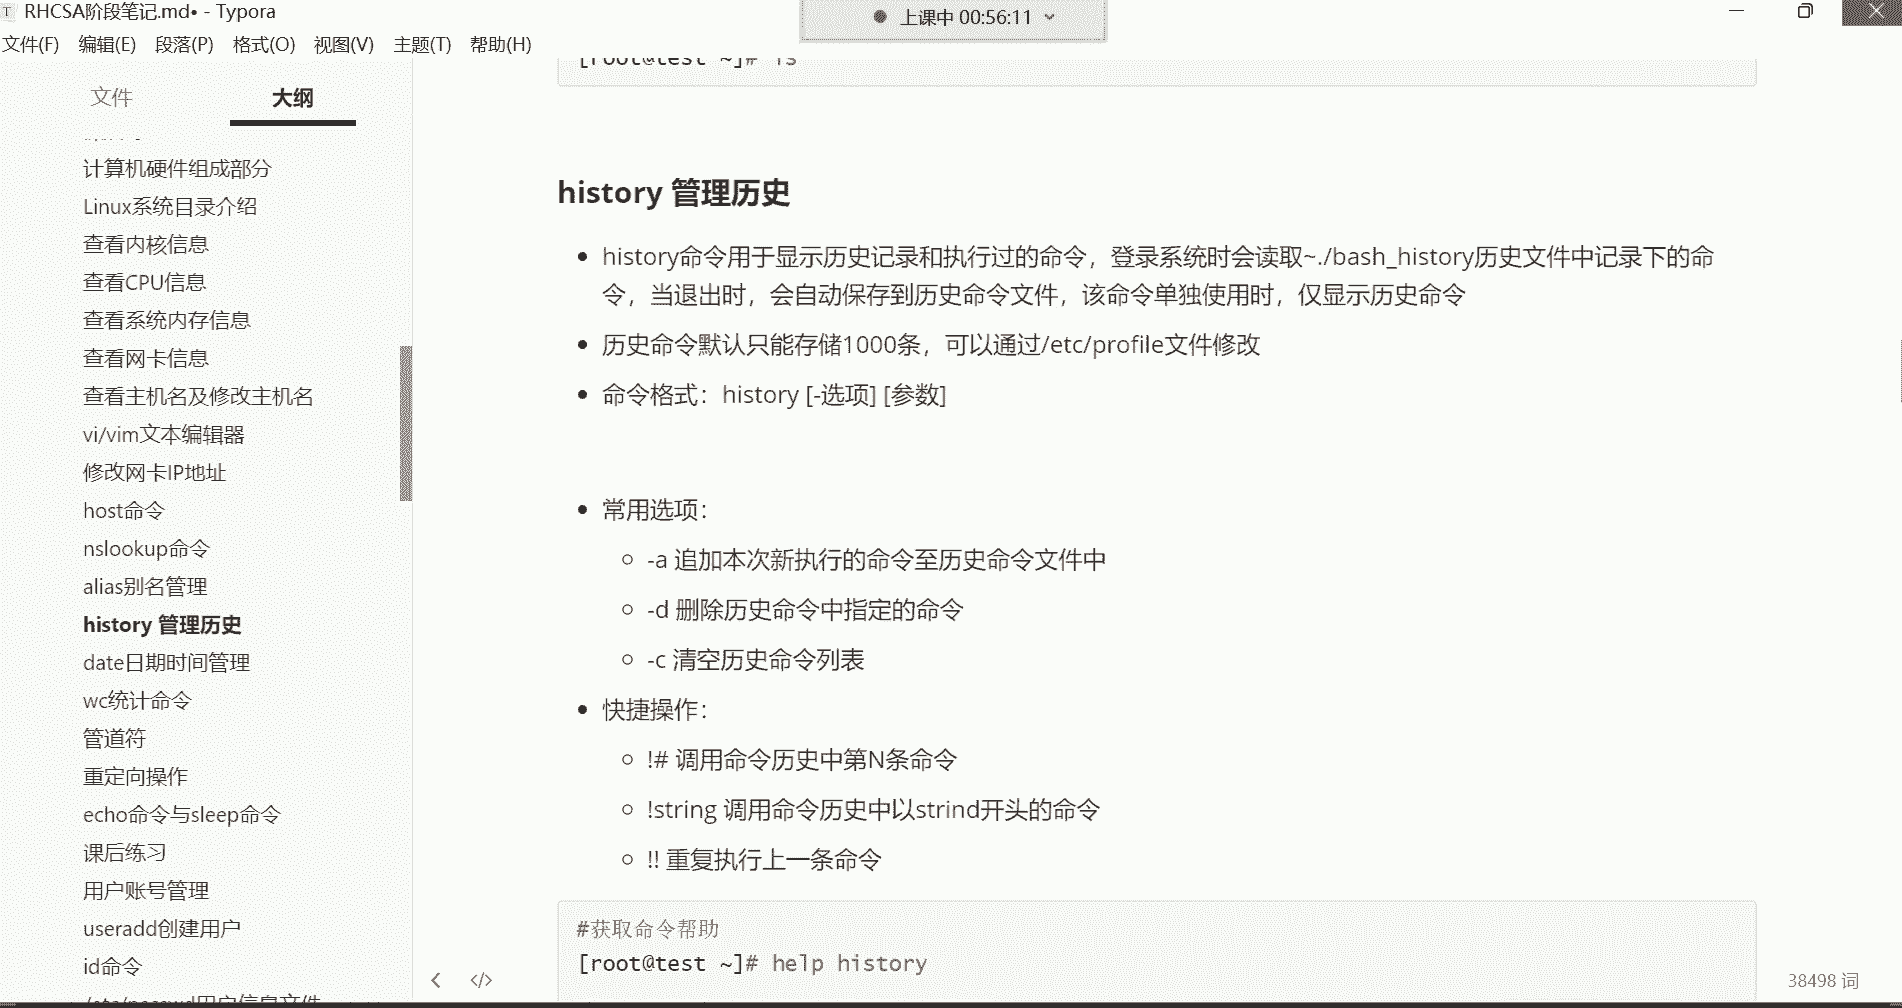 RHCSA阶段笔记.md• - Typora
上课中 00:56:11
文件(F) 编辑(E) 段落(P) 格式(O) 视图(V) 主题(T) 帮助(H)
文件 大纲
计算机硬件组成部分
Linux系统目录介绍
查看内核信息
查看CPU信息
查看系统内存信息
查看网卡信息
查看主机名及修改主机名
vi/vim文本编辑器
修改网卡IP地址
host命令
nslookup命令
alias别名管理
history 管理历史
date日期时间管理
wc统计命令
管道符
重定向操作
echo命令与sleep命令
课后练习
用户账号管理
useradd创建用户
id命令
/etc/passwd用户信息文件
[root@test ~]# ls
history 管理历史
history命令用于显示历史记录和执行过的命令，登录系统时会读取~./bash_history历史文件中记录下的命
令，当退出时，会自动保存到历史命令文件，该命令单独使用时，仅显示历史命令
历史命令默认只能存储1000条，可以通过/etc/profile文件修改
命令格式：history [-选项] [参数]
常用选项：
-a 追加本次新执行的命令至历史命令文件中
-d 删除历史命令中指定的命令
-c 清空历史命令列表
快捷操作：
!# 调用命令历史中第N条命令
!string 调用命令历史中以strind开头的命令
!! 重复执行上一条命令
#获取命令帮助
[root@test ~]# help history
38498 词